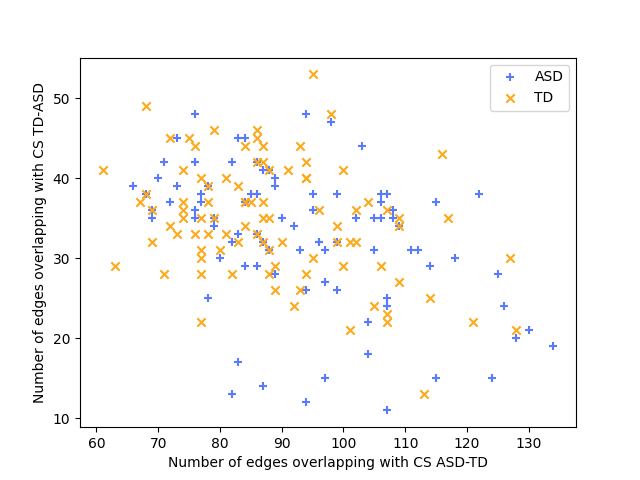 Number of edges overlapping with CS TD-ASD
50
40
30
20
10
ASD
TD
60 70 80 90 100 110 120 130
Number of edges overlapping with CS ASD-TD